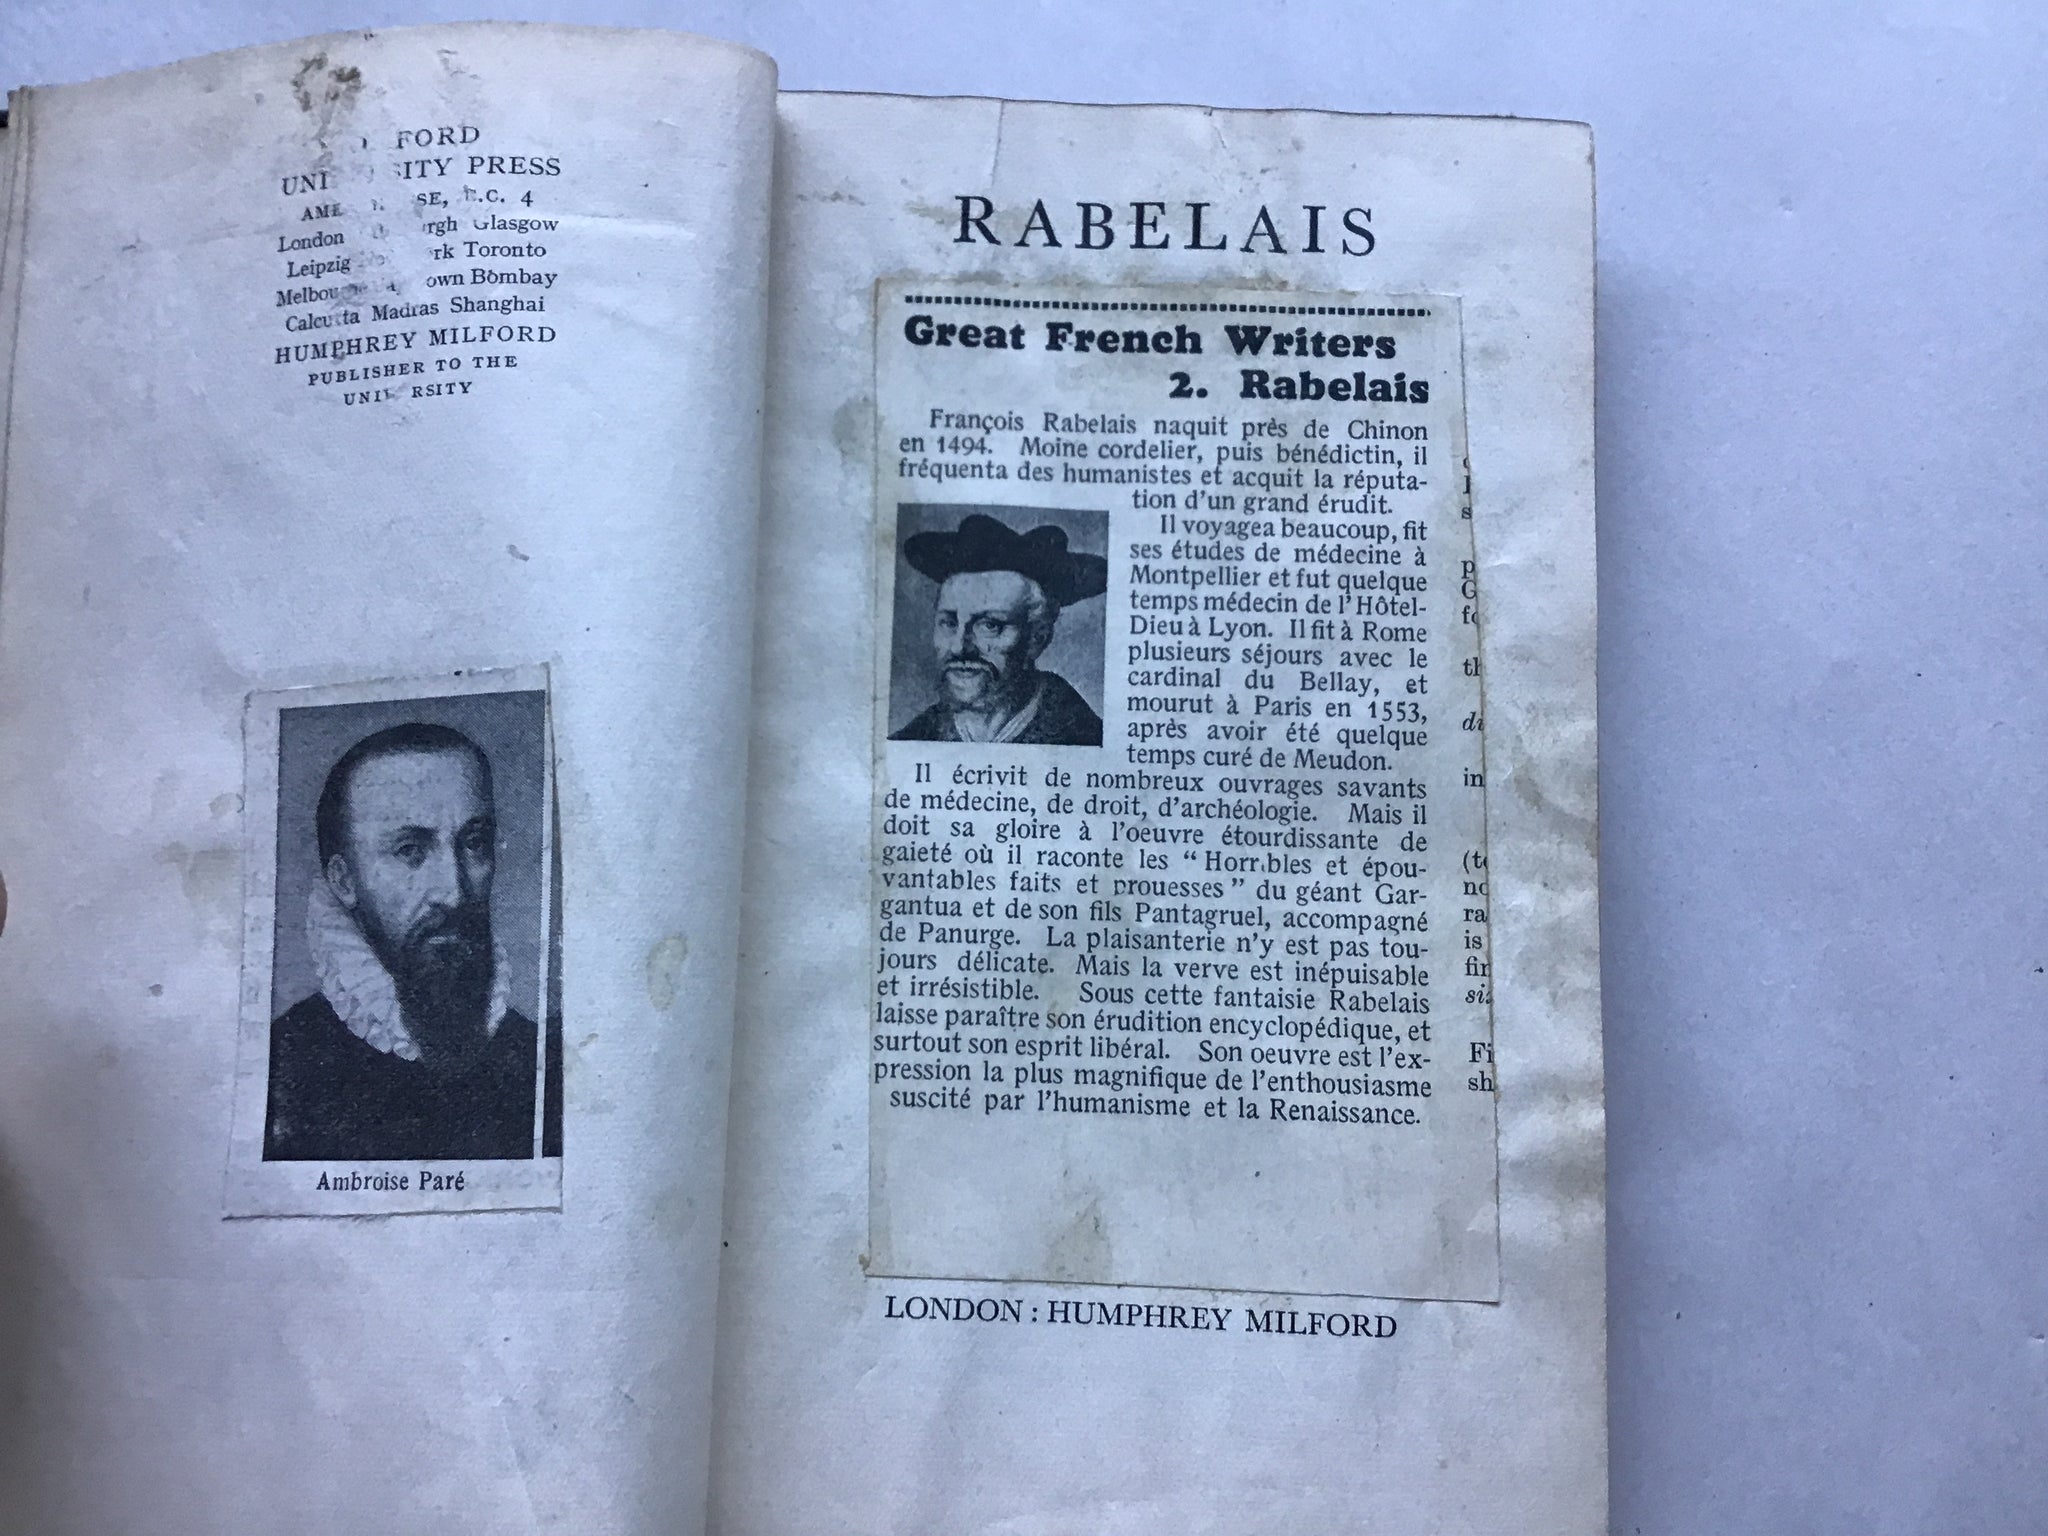 FORD
UNI SITY PRESS
AME SE, E.C. 4
London rgh Glasgow
Leipzig rk Toronto
Melbou own Bombay
Calcutta Madras Shanghai
HUMPHREY MILFORD
PUBLISHER TO THE
UNI RSITY
Ambroise Paré
RABELAIS
Great French Writers
2. Rabelais
François Rabelais naquit près de Chinon
en 1494. Moine cordelier, puis bénédictin, il
fréquenta des humanistes et acquit la réputa-
tion d'un grand érudit.
Il voyagea beaucoup, fit
ses études de médecine à
Montpellier et fut quelque
temps médecin de l'Hôtel-
Dieu à Lyon. Il fit à Rome
plusieurs séjours avec le
cardinal du Bellay, et
mourut à Paris en 1553,
après avoir été quelque
temps curé de Meudon.
Il écrivit de nombreux ouvrages savants
de médecine, de droit, d'archéologie. Mais il
doit sa gloire à l'oeuvre étourdissante de
gaieté où il raconte les “Horribles et épou-
vantables faits et prouesses” du géant Gar-
gantua et de son fils Pantagruel, accompagné
de Panurge. La plaisanterie n'y est pas tou-
jours délicate. Mais la verve est inépuisable
et irrésistible. Sous cette fantaisie Rabelais
laisse paraître son érudition encyclopédique, et
surtout son esprit libéral. Son oeuvre est l'ex-
pression la plus magnifique de l'enthousiasme
suscité par l'humanisme et la Renaissance.
LONDON : HUMPHREY MILFORD